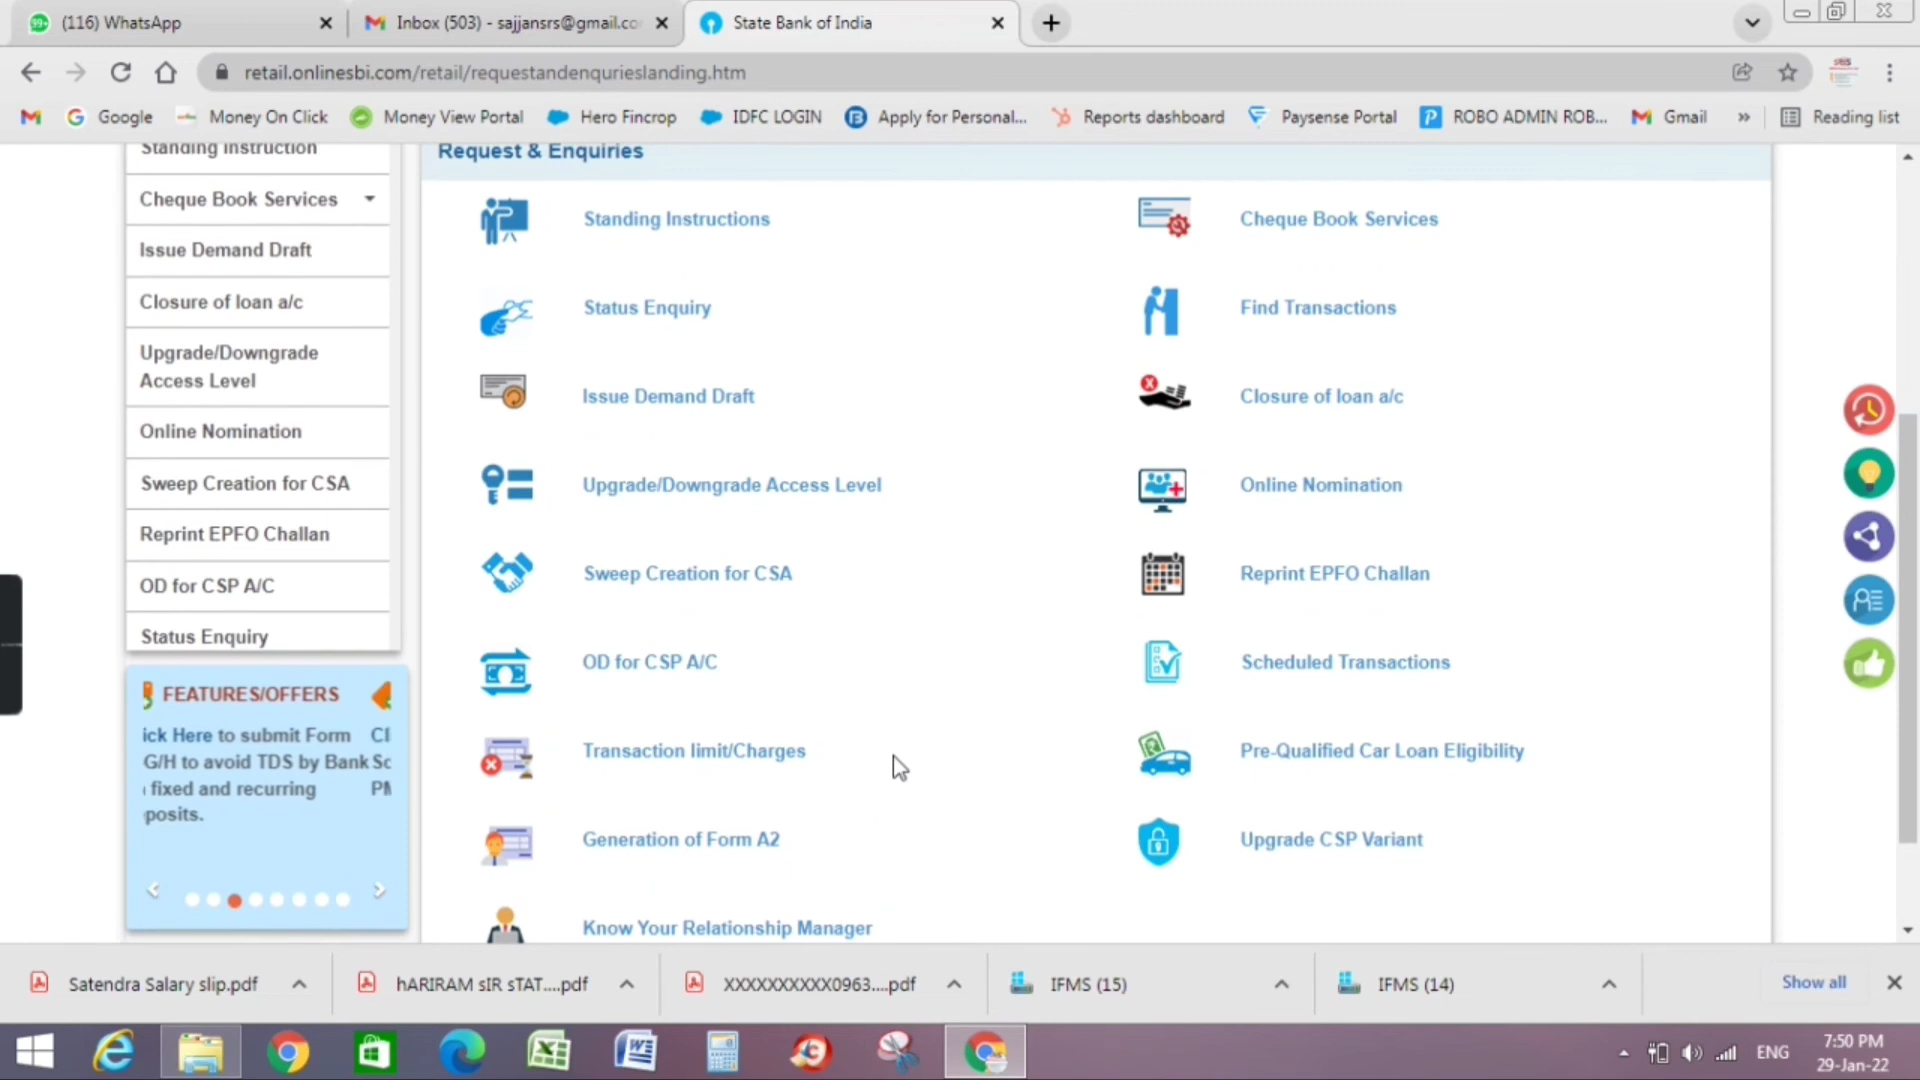 99+ (116) WhatsApp
Inbox (503) - sajjansrs@gmail.co
State Bank of India
retail.onlinesbi.com/retail/requestandenqurieslanding.htm
Google
Money On Click
Money View Portal
Hero Fincrop
IDFC LOGIN
Apply for Personal...
Reports dashboard
Paysense Portal
ROBO ADMIN ROB...
Gmail
»
Reading list
Standing Instruction
Cheque Book Services
Issue Demand Draft
Closure of loan a/c
Upgrade/Downgrade
Access Level
Online Nomination
Sweep Creation for CSA
Reprint EPFO Challan
OD for CSP A/C
Status Enquiry
FEATURES/OFFERS
ick Here to submit Form
G/H to avoid TDS by Bank
fixed and recurring
posits.
Request & Enquiries
Standing Instructions
Cheque Book Services
Status Enquiry
Find Transactions
Issue Demand Draft
Closure of loan a/c
Upgrade/Downgrade Access Level
Online Nomination
Sweep Creation for CSA
Reprint EPFO Challan
OD for CSP A/C
Scheduled Transactions
Transaction limit/Charges
Pre-Qualified Car Loan Eligibility
Generation of Form A2
Upgrade CSP Variant
Know Your Relationship Manager
Satendra Salary slip.pdf
hARIRAM sIR sTAT....pdf
XXXXXXXXXX0963....pdf
IFMS (15)
IFMS (14)
Show all
ENG
7:50 PM
29-Jan-22